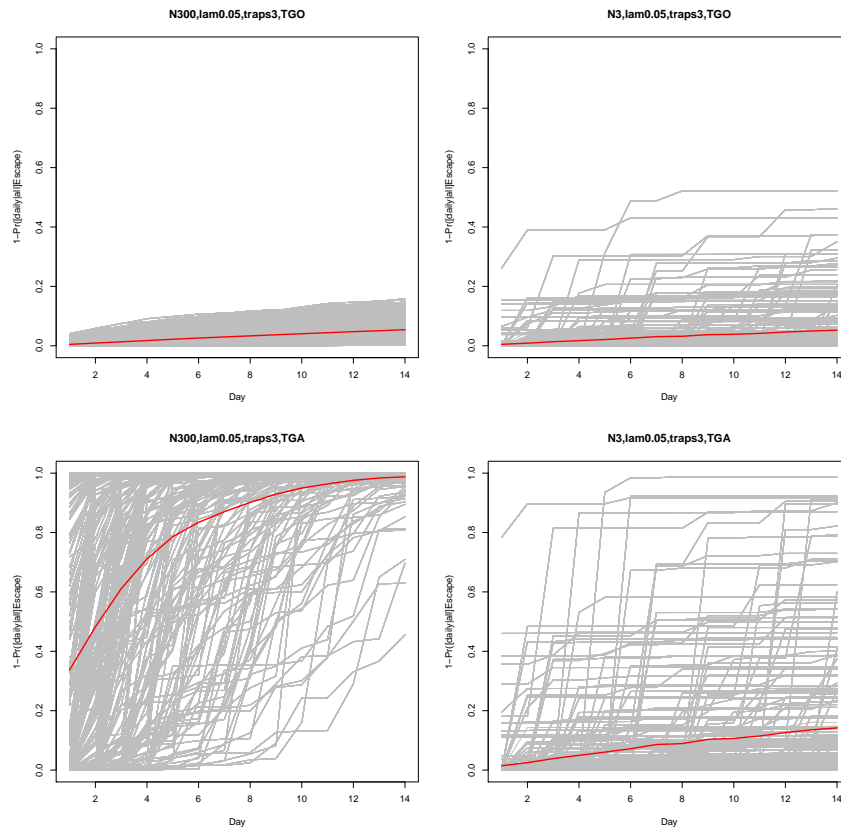 N300,lam0.05,traps3,TGO
1−Pr([daily|all]Escape)
1.0
0.8
0.6
0.4
0.2
0.0
2 4 6 8 10 12 14
Day
N3,lam0.05,traps3,TGO
1−Pr([daily|all]Escape)
1.0
0.8
0.6
0.4
0.2
0.0
2 4 6 8 10 12 14
Day
N300,lam0.05,traps3,TGA
1−Pr([daily|all]Escape)
1.0
0.8
0.6
0.4
0.2
0.0
2 4 6 8 10 12 14
Day
N3,lam0.05,traps3,TGA
1−Pr([daily|all]Escape)
1.0
0.8
0.6
0.4
0.2
0.0
2 4 6 8 10 12 14
Day